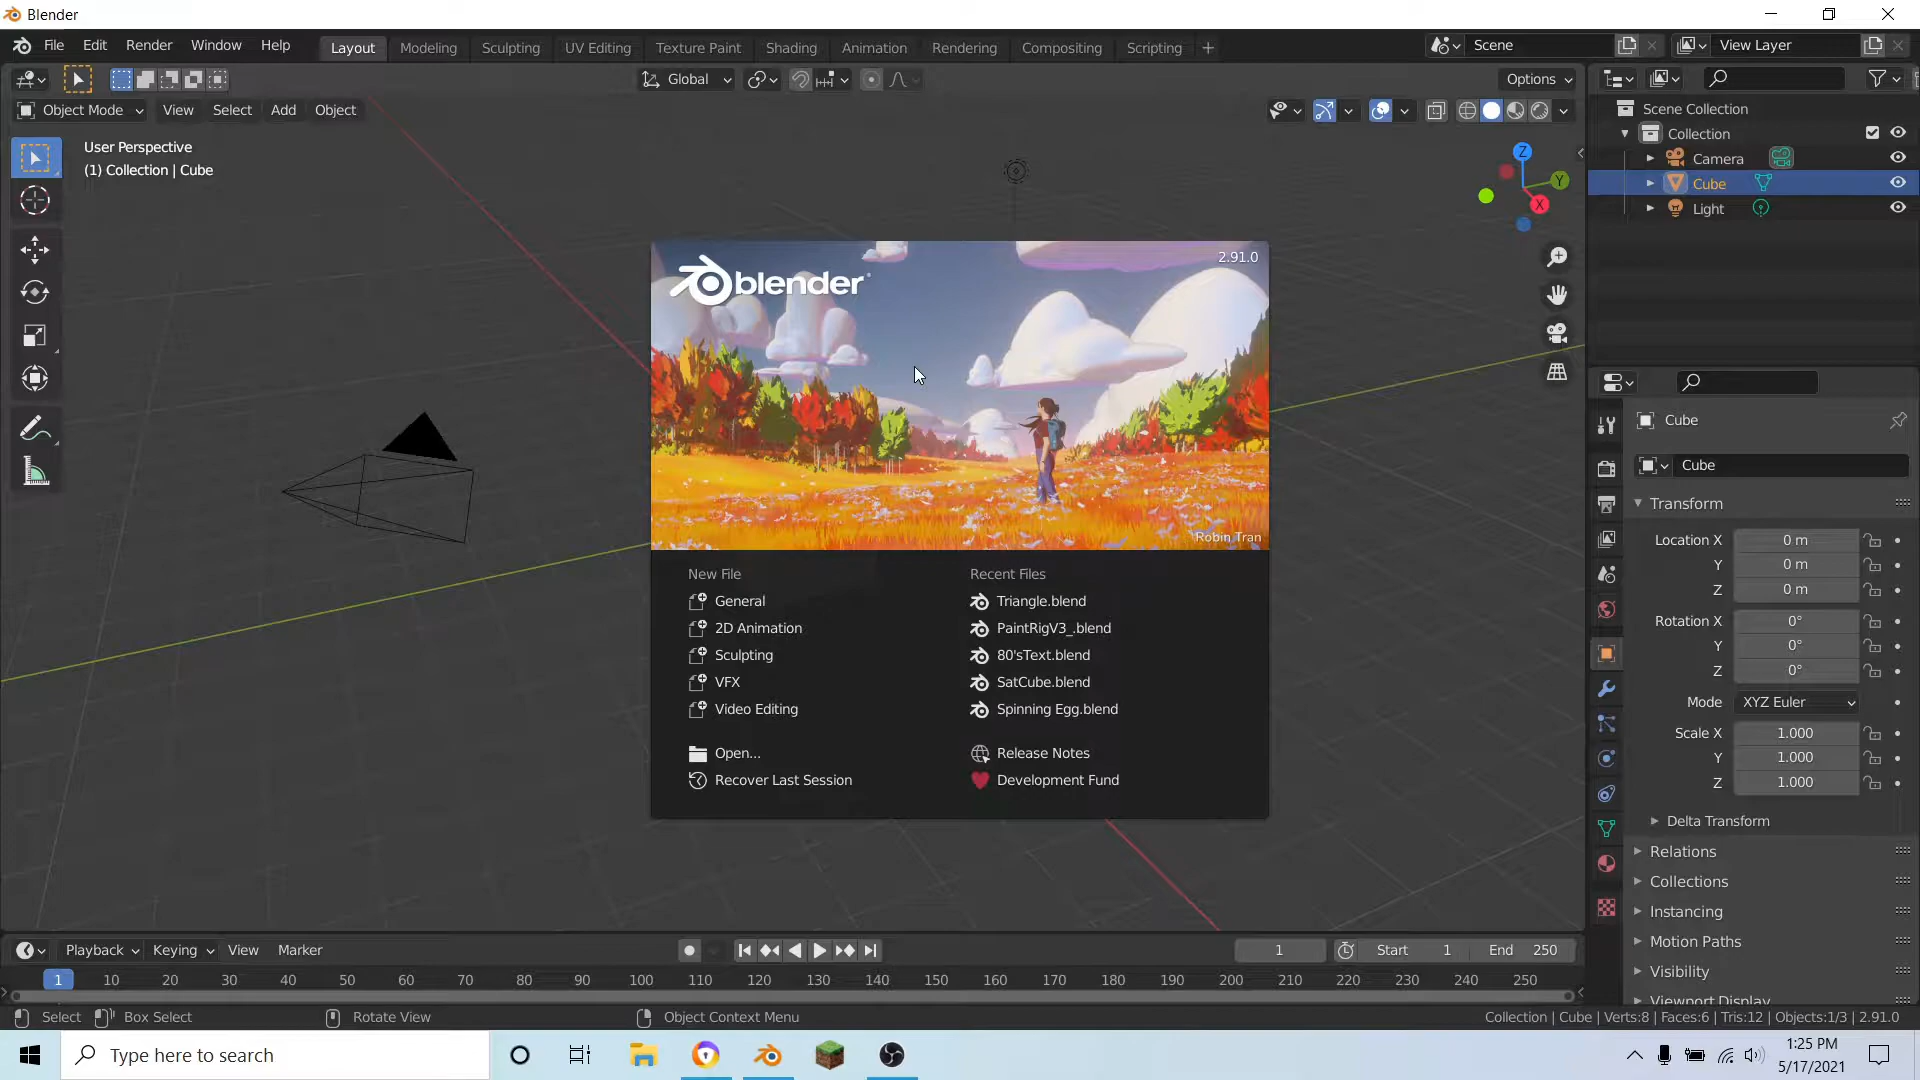 Blender
File Edit Render Window Help Layout Modeling Sculpting UV Editing Texture Paint Shading Animation Rendering Compositing Scripting + Scene View Layer
Global Options
Object Mode View Select Add Object
User Perspective
(1) Collection | Cube
Z
Y
X
Scene Collection
Collection
Camera
Cube
Light
blender
2.91.0
Robin Tran
New File
General
2D Animation
Sculpting
VFX
Video Editing
Open...
Recover Last Session
Recent Files
Triangle.blend
PaintRigV3_.blend
80'sText.blend
SatCube.blend
Spinning Egg.blend
Release Notes
Development Fund
Cube
Cube
Transform
Location X 0 m
Y 0 m
Z 0 m
Rotation X 0°
Y 0°
Z 0°
Mode XYZ Euler
Scale X 1.000
Y 1.000
Z 1.000
Delta Transform
Relations
Collections
Instancing
Motion Paths
Visibility
Viewport Display
Playback Keying View Marker 1 Start 1 End 250
1 10 20 30 40 50 60 70 80 90 100 110 120 130 140 150 160 170 180 190 200 210 220 230 240 250
Select Box Select Rotate View Object Context Menu Collection | Cube | Verts:8 | Faces:6 | Tris:12 | Objects:1/3 | 2.91.0
Type here to search
1:25 PM
5/17/2021